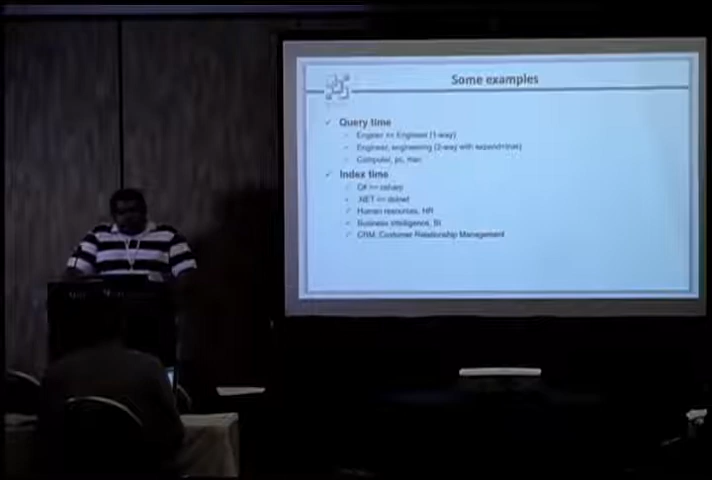 Some examples
Query time
Enginer => Engineer (1-way)
Engineer, engineering (2-way with expand=true)
Computer, pc, mac
Index time
C# => csharp
.NET => dotnet
Human resources, HR
Business intelligence, BI
CRM, Customer Relationship Management